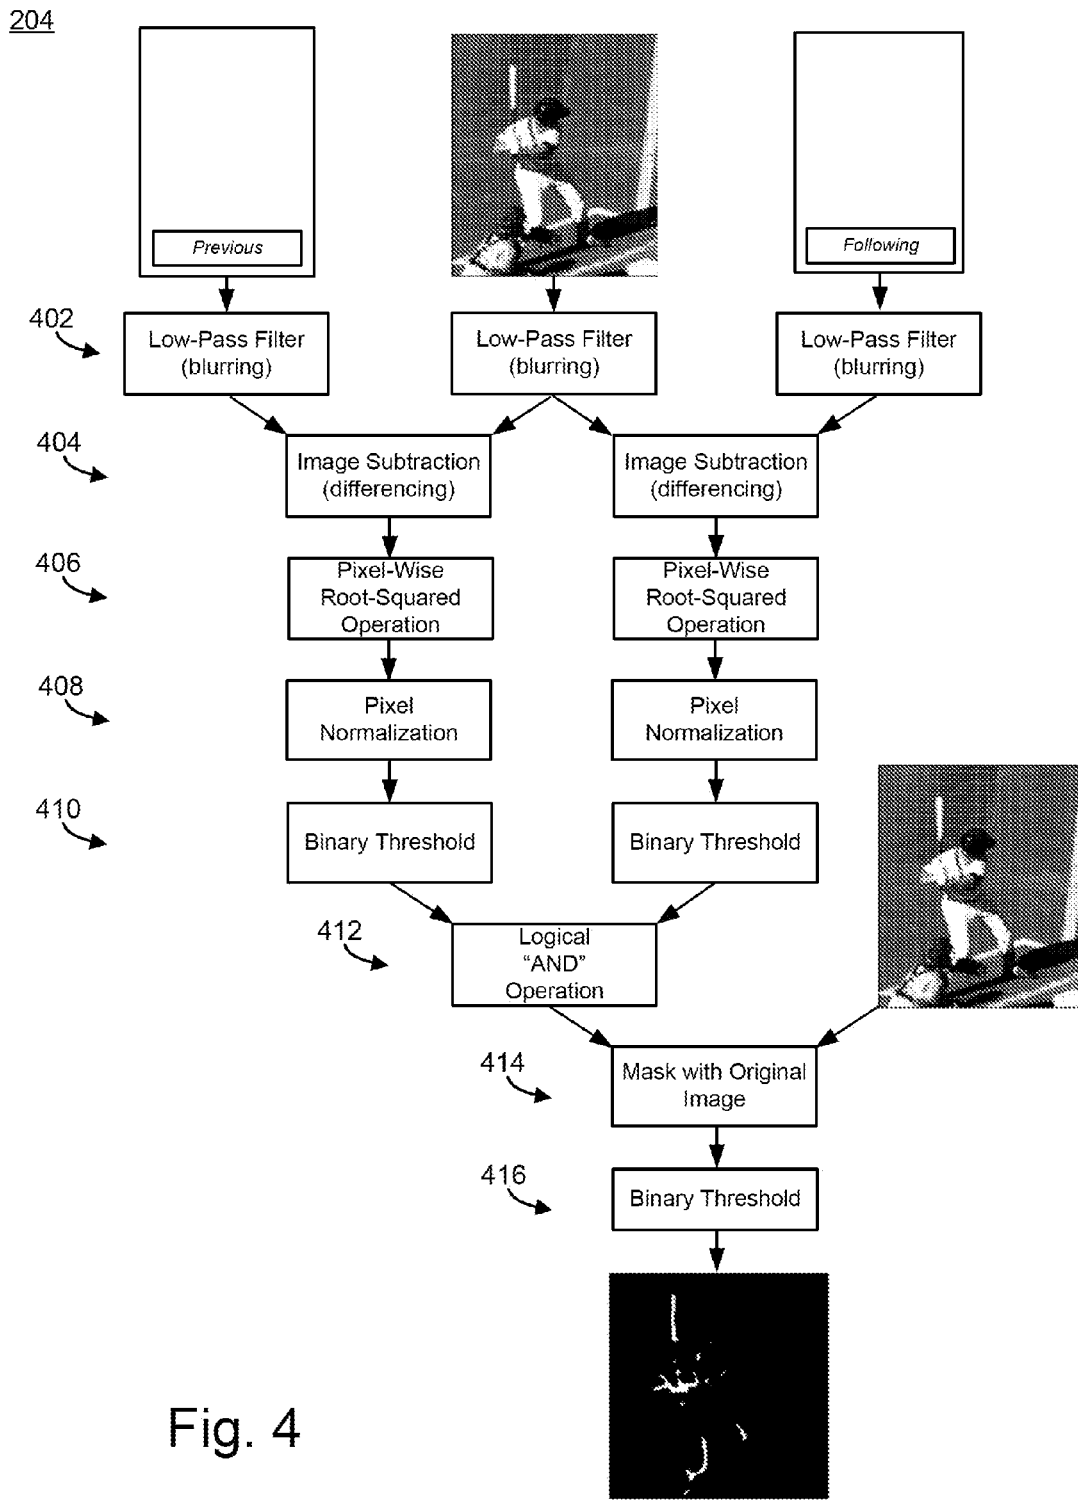 204
Previous
Following
402
Low-Pass Filter
(blurring)
Low-Pass Filter
(blurring)
Low-Pass Filter
(blurring)
404
Image Subtraction
(differencing)
Image Subtraction
(differencing)
406
Pixel-Wise
Root-Squared
Operation
Pixel-Wise
Root-Squared
Operation
408
Pixel
Normalization
Pixel
Normalization
410
Binary Threshold
Binary Threshold
412
Logical
“AND”
Operation
414
Mask with Original
Image
416
Binary Threshold
Fig. 4